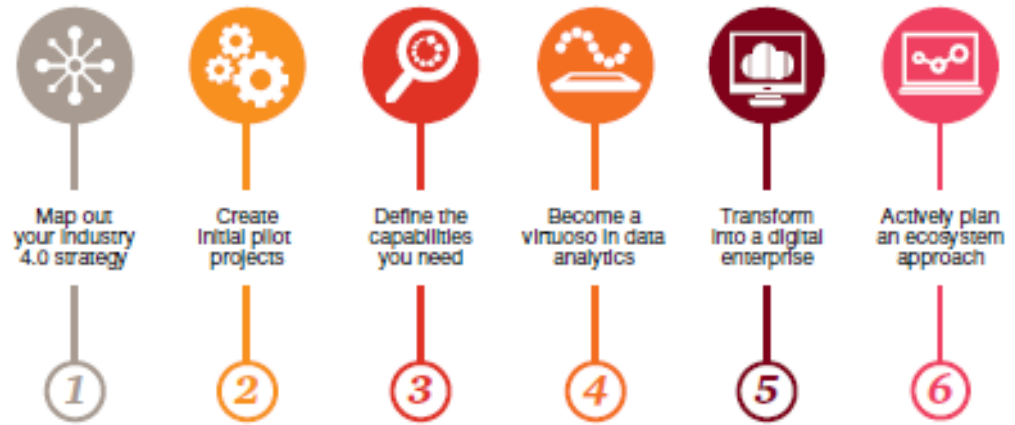 Map out
your industry
4.0 strategy
Create
initial pilot
projects
Define the
capabilities
you need
Become a
virtuoso in data
analytics
Transform
into a digital
enterprise
Actively plan
an ecosystem
approach
1
2
3
4
5
6